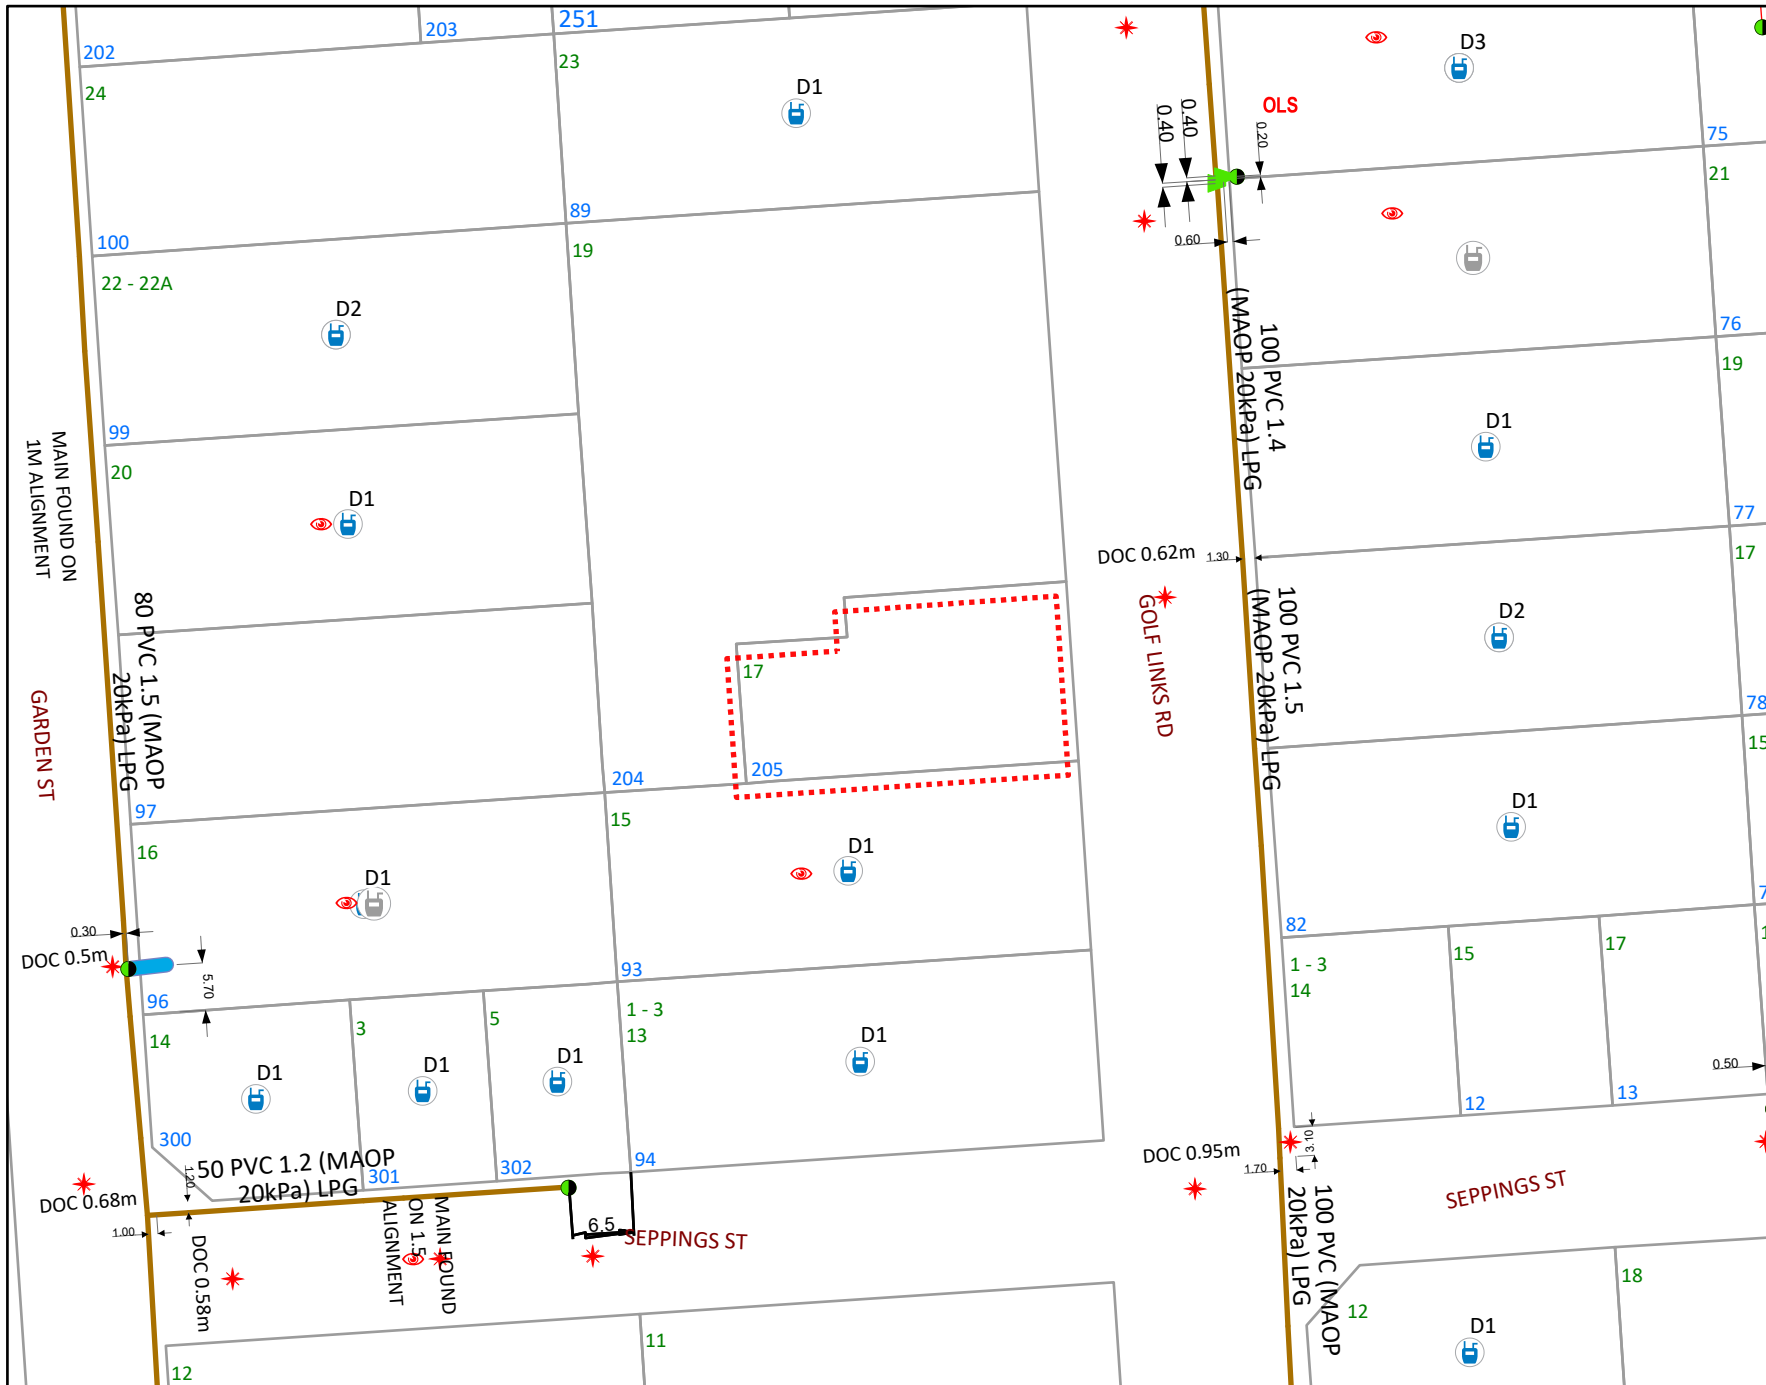 202
203
251
24
23
D1
D3
OLS
0.40
0.40
0.20
75
21
100
89
22 - 22A
19
D2
0.60
76
19
99
20
D1
MAIN FOUND ON
1M ALIGNMENT
100 PVC 1.4
(MAOP 20kPa) LPG
D1
77
17
DOC 0.62m
1.30
80 PVC 1.5 (MAOP
20kPa) LPG
GARDEN ST
17
205
204
GOLF LINKS RD
100 PVC 1.5
(MAOP 20kPa) LPG
D2
78
15
97
16
15
D1
D1
D1
0.30
DOC 0.5m
5.70
96
93
82
7
1 - 3
14
15
17
1
14
3
5
1 - 3
13
D1
D1
D1
D1
0.50
12
13
300
50 PVC 1.2 (MAOP
20kPa) LPG
301
302
94
1.20
DOC 0.68m
1.00
DOC 0.58m
MAIN FOUND
ON 1.5
ALIGNMENT
6.5
SEPPINGS ST
DOC 0.95m
1.70
3.10
100 PVC (MAOP
20kPa) LPG
SEPPINGS ST
18
12
D1
11
12